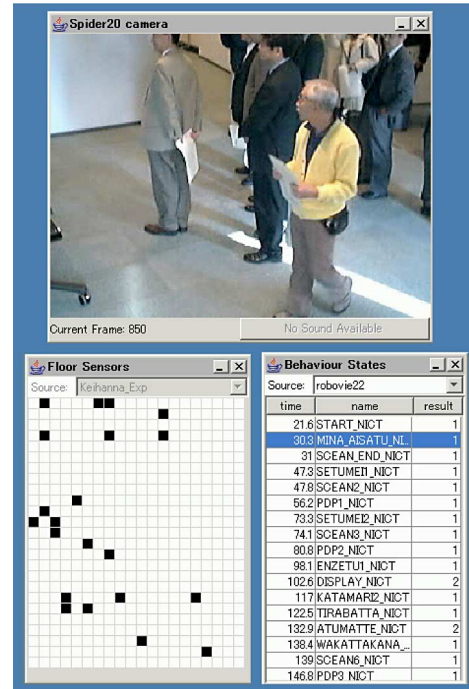 Spider20 camera
Current Frame: 850
No Sound Available
Floor Sensors
Source: Keihanna_Exp
Behaviour States
Source: robovie22
time name result
21.6 START_NICT 1
30.3 MINA_AISATU_NI... 1
31 SCEAN_END_NICT 1
47.3 SETUMEI1_NICT 1
47.8 SCEAN2_NICT 1
56.2 PDP1_NICT 1
73.3 SETUMEI2_NICT 1
74.1 SCEAN3_NICT 1
80.8 PDP2_NICT 1
98.1 ENZETU1_NICT 1
102.6 DISPLAY_NICT 2
117 KATAMARI2_NICT 1
122.5 TIRABATTA_NICT 1
132.9 ATUMATTE_NICT 2
138.4 WAKATTAKANA_... 1
139 SCEAN6_NICT 1
146.8 PDP3 NICT 1